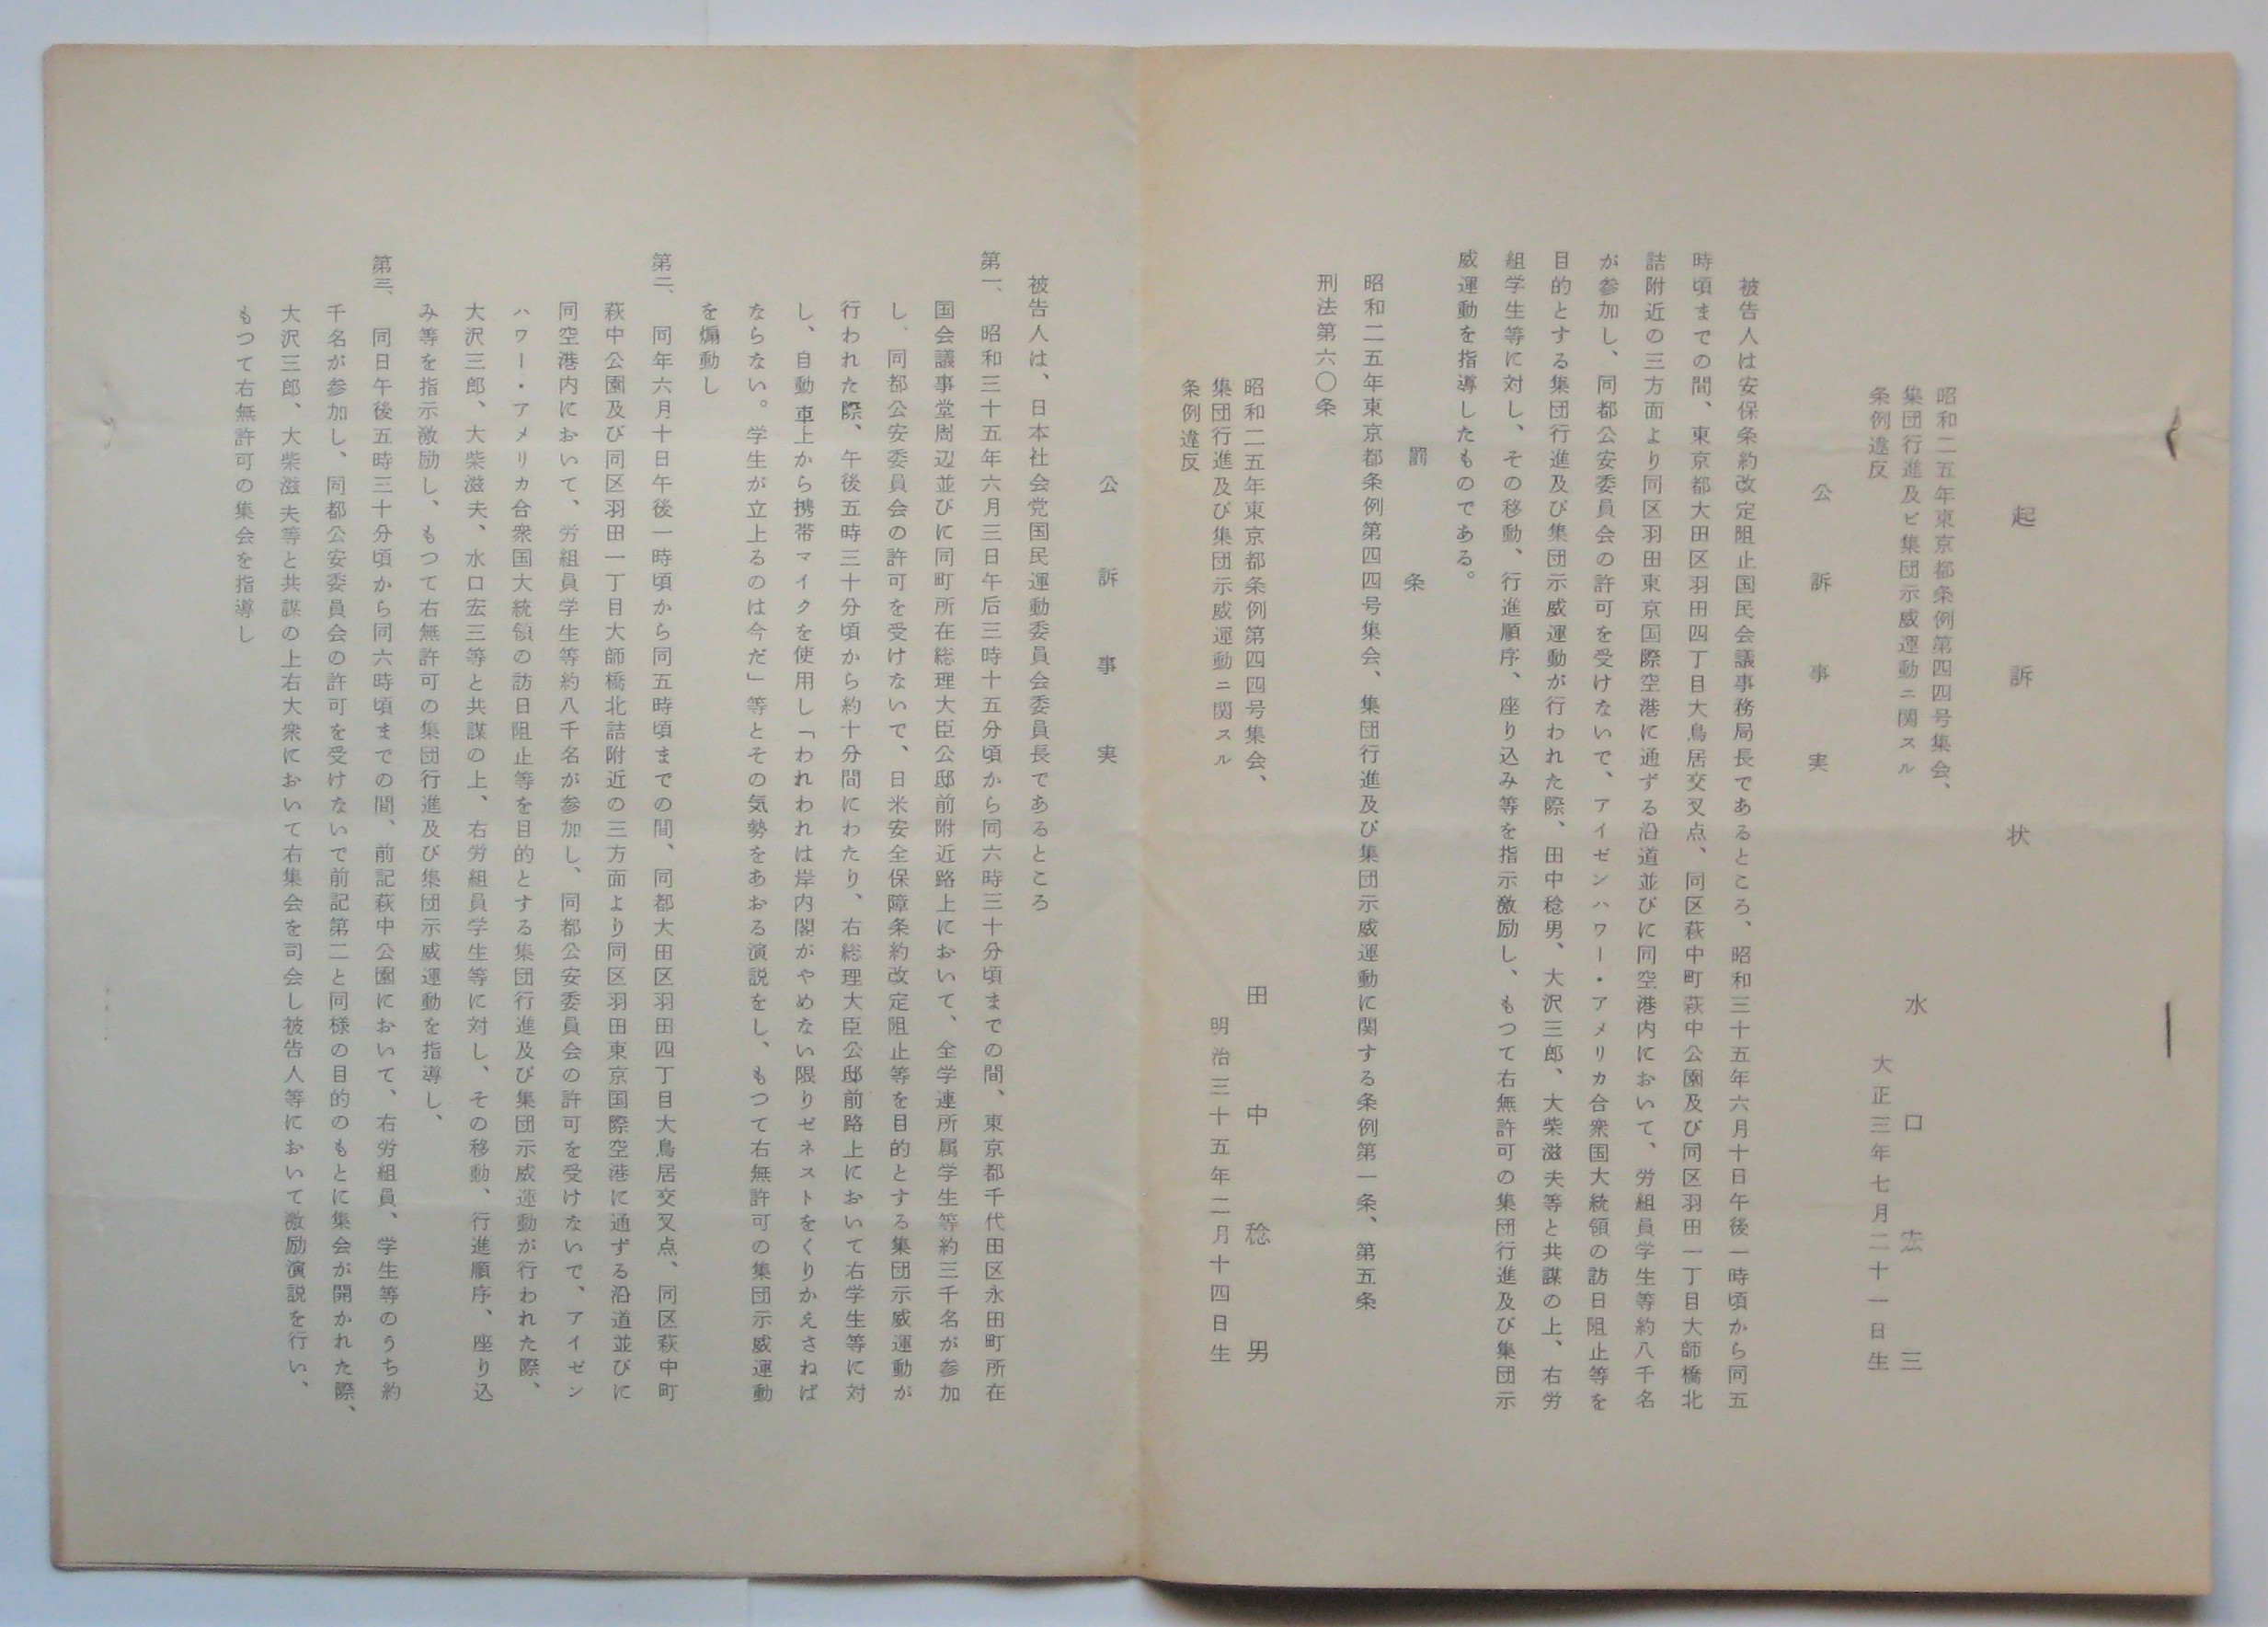 起訴状
昭和二五年東京都条例第四四号集会、
集団行進及ビ集団示威運動ニ関スル
条例違反
水口宏三
大正三年七月二十一日生
公訴事実
被告人は安保条約改定阻止国民会議事務局長であるところ、昭和三十五年六月十日午後一時頃から同五
時頃までの間、東京都大田区羽田四丁目大鳥居交叉点、同区萩中町萩中公園及び同区羽田一丁目大師橋北
詰附近の三方面より同区羽田東京国際空港に通ずる沿道並びに同空港内において、労組員学生等約八千名
が参加し、同都公安委員会の許可を受けないで、アイゼンハワー・アメリカ合衆国大統領の訪日阻止等を
目的とする集団行進及び集団示威運動が行われた際、田中稔男、大沢三郎、大柴滋夫等と共謀の上、右労
組学生等に対し、その移動、行進順序、座り込み等を指示激励し、もつて右無許可の集団行進及び集団示
威運動を指導したものである。
罰条
昭和二五年東京都条例第四四号集会、集団行進及び集団示威運動に関する条例第一条、第五条
刑法第六〇条
昭和二五年東京都条例第四四号集会、
集団行進及び集団示威運動ニ関スル
条例違反
田中稔男
明治三十五年二月十四日生
公訴事実
被告人は、日本社会党国民運動委員会委員長であるところ
第一、昭和三十五年六月三日午后三時十五分頃から同六時三十分頃までの間、東京都千代田区永田町所在
国会議事堂周辺並びに同町所在総理大臣公邸前附近路上において、全学連所属学生等約三千名が参加
し、同都公安委員会の許可を受けないで、日米安全保障条約改定阻止等を目的とする集団示威運動が
行われた際、午後五時三十分頃から約十分間にわたり、右総理大臣公邸前路上において右学生等に対
し、自動車上から携帯マイクを使用し「われわれは岸内閣がやめない限りゼネストをくりかえさねば
ならない。学生が立上るのは今だ」等とその気勢をあおる演説をし、もつて右無許可の集団示威運動
を煽動し
第二、同年六月十日午後一時頃から同五時頃までの間、同都大田区羽田四丁目大鳥居交叉点、同区萩中町
萩中公園及び同区羽田一丁目大師橋北詰附近の三方面より同区羽田東京国際空港に通ずる沿道並びに
同空港内において、労組員学生等約八千名が参加し、同都公安委員会の許可を受けないで、アイゼン
ハワー・アメリカ合衆国大統領の訪日阻止等を目的とする集団行進及び集団示威運動が行われた際、
大沢三郎、大柴滋夫、水口宏三等と共謀の上、右労組員学生等に対し、その移動、行進順序、座り込
み等を指示激励し、もつて右無許可の集団行進及び集団示威運動を指導し、
第三、同日午後五時三十分頃から同六時頃までの間、前記萩中公園において、右労組員、学生等のうち約
千名が参加し、同都公安委員会の許可を受けないで前記第二と同様の目的のもとに集会が開かれた際、
大沢三郎、大柴滋夫等と共謀の上右大衆において右集会を司会し被告人等において激励演説を行い、
もつて右無許可の集会を指導し